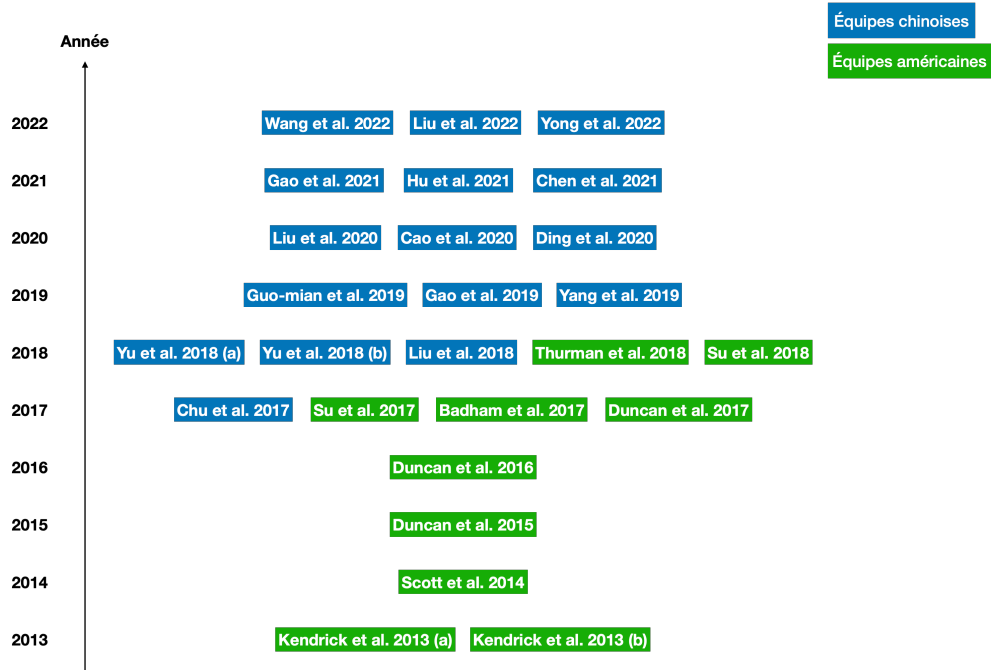 Équipes chinoises
Année
Équipes américaines
2022 Wang et al. 2022 Liu et al. 2022 Yong et al. 2022
2021 Gao et al. 2021 Hu et al. 2021 Chen et al. 2021
2020 Liu et al. 2020 Cao et al. 2020 Ding et al. 2020
2019 Guo-mian et al. 2019 Gao et al. 2019 Yang et al. 2019
2018 Yu et al. 2018 (a) Yu et al. 2018 (b) Liu et al. 2018 Thurman et al. 2018 Su et al. 2018
2017 Chu et al. 2017 Su et al. 2017 Badham et al. 2017 Duncan et al. 2017
2016 Duncan et al. 2016
2015 Duncan et al. 2015
2014 Scott et al. 2014
2013 Kendrick et al. 2013 (a) Kendrick et al. 2013 (b)